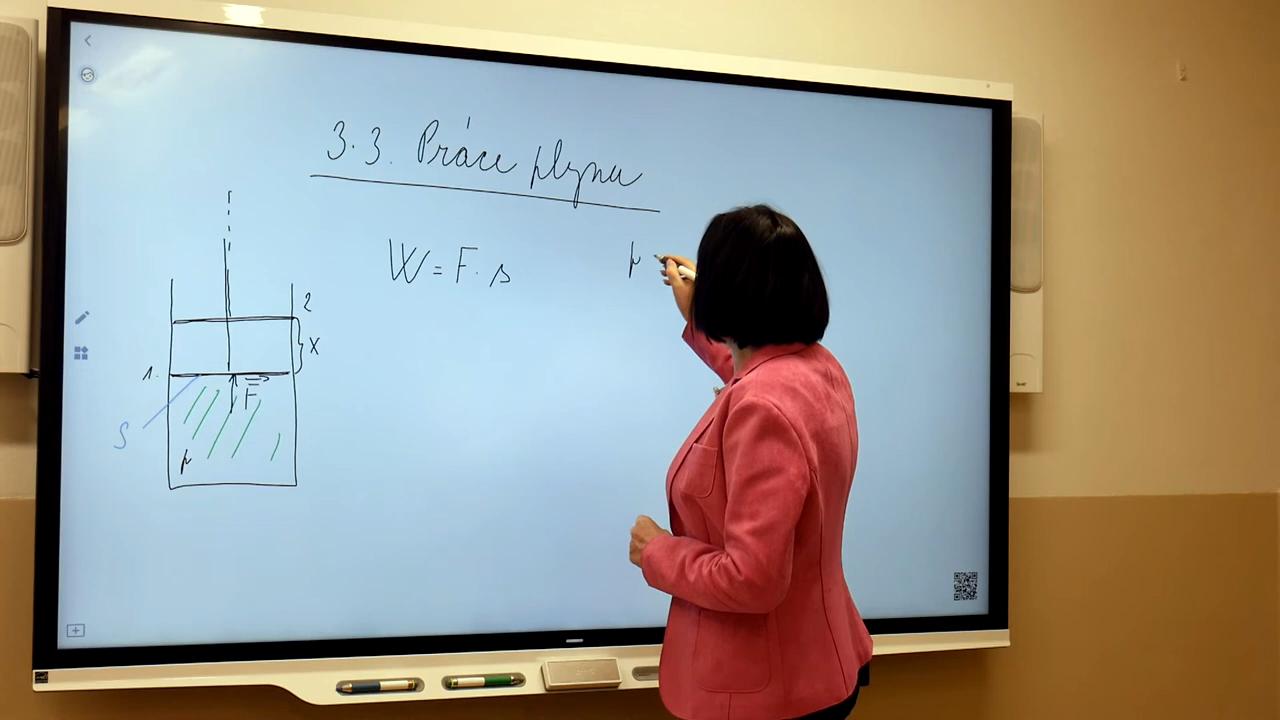 3.3. Práce plynu
W = F · s
p
2
x
1.
F
S
p